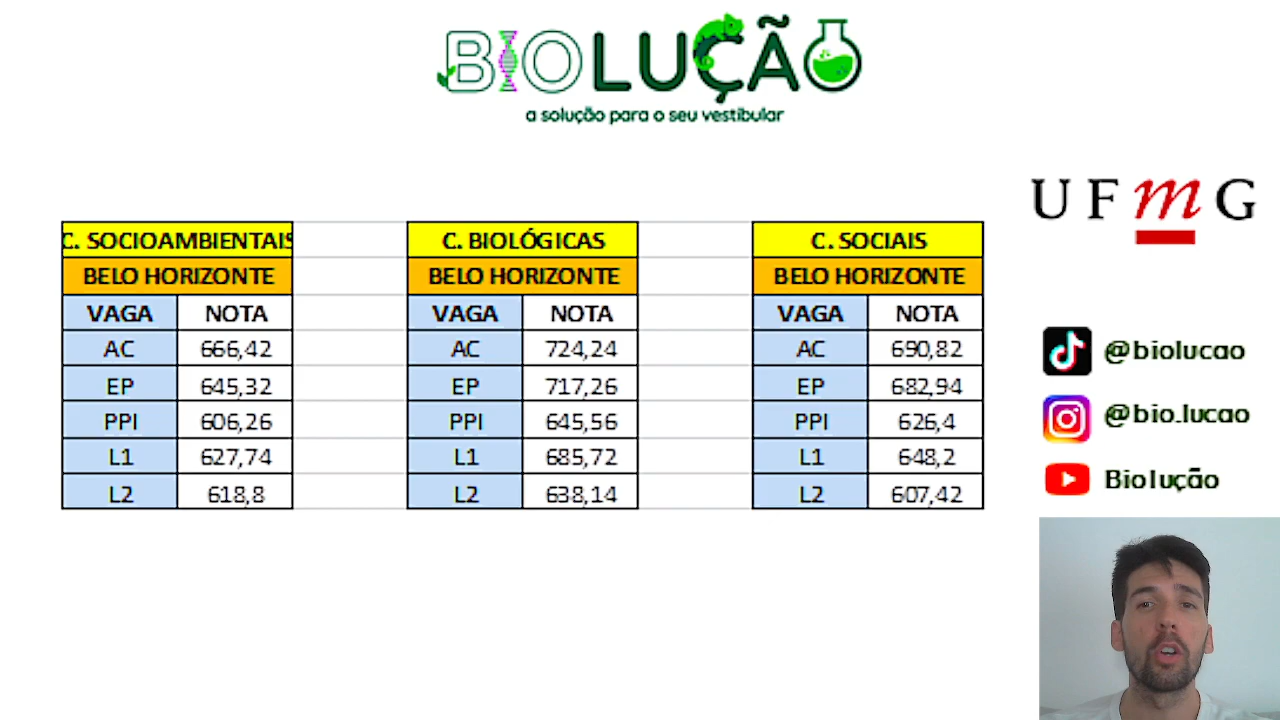 BIOLUÇÃO
a solução para o seu vestibular
UFmG
C. SOCIOAMBIENTAIS
BELO HORIZONTE
VAGA NOTA
AC 666,42
EP 645,32
PPI 606,26
L1 627,74
L2 618,8
C. BIOLÓGICAS
BELO HORIZONTE
VAGA NOTA
AC 724,24
EP 717,26
PPI 645,56
L1 685,72
L2 638,14
C. SOCIAIS
BELO HORIZONTE
VAGA NOTA
AC 690,82
EP 682,94
PPI 626,4
L1 648,2
L2 607,42
@biolucao
@bio.lucao
Biolução